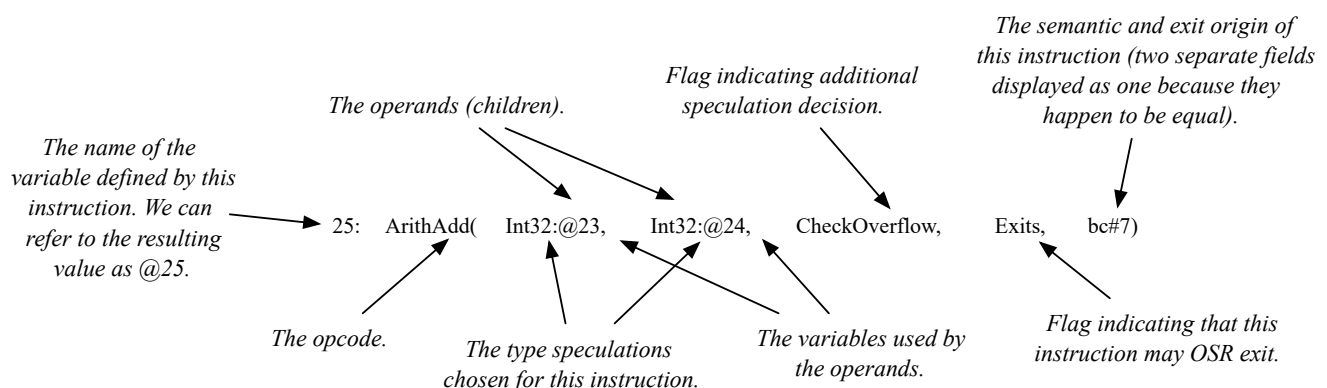 The semantic and exit origin of
this instruction (two separate fields
displayed as one because they
happen to be equal).
Flag indicating additional
speculation decision.
The operands (children).
The name of the
variable defined by this
instruction. We can
refer to the resulting
value as @25.
25: ArithAdd( Int32:@23, Int32:@24, CheckOverflow, Exits, bc#7)
The opcode.
The type speculations
chosen for this instruction.
The variables used by
the operands.
Flag indicating that this
instruction may OSR exit.